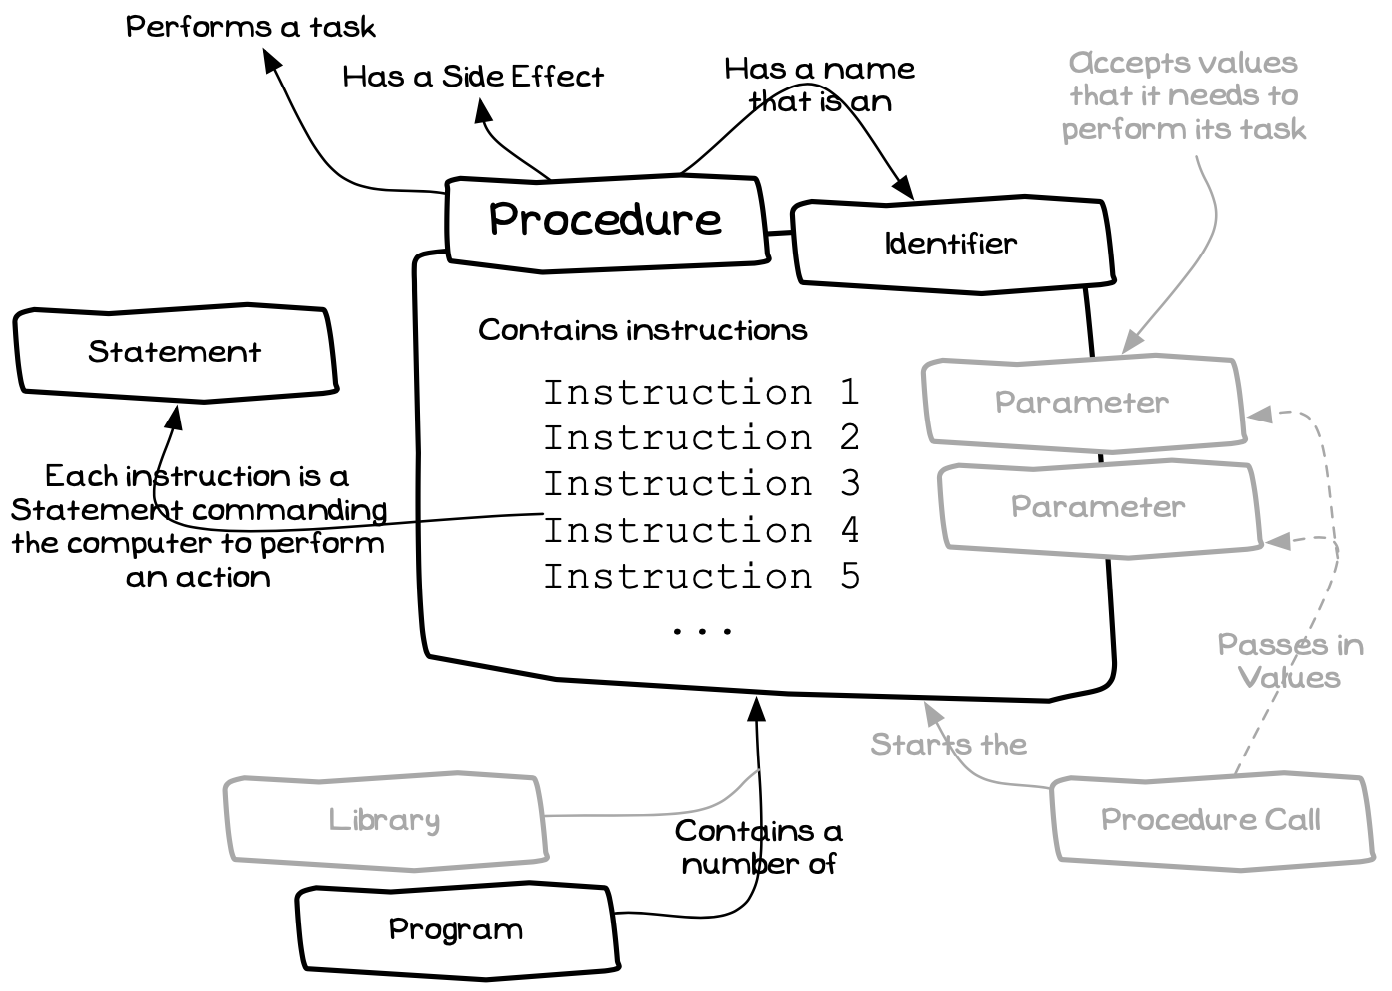 Performs a task
Has a Side Effect
Has a name
that is an
Accepts values
that it needs to
perform its task
Procedure
Identifier
Contains instructions
Statement
Instruction 1
Instruction 2
Instruction 3
Instruction 4
Instruction 5
...
Parameter
Parameter
Each instruction is a
Statement commanding
the computer to perform
an action
Passes in
Values
Starts the
Library
Contains a
number of
Procedure Call
Program